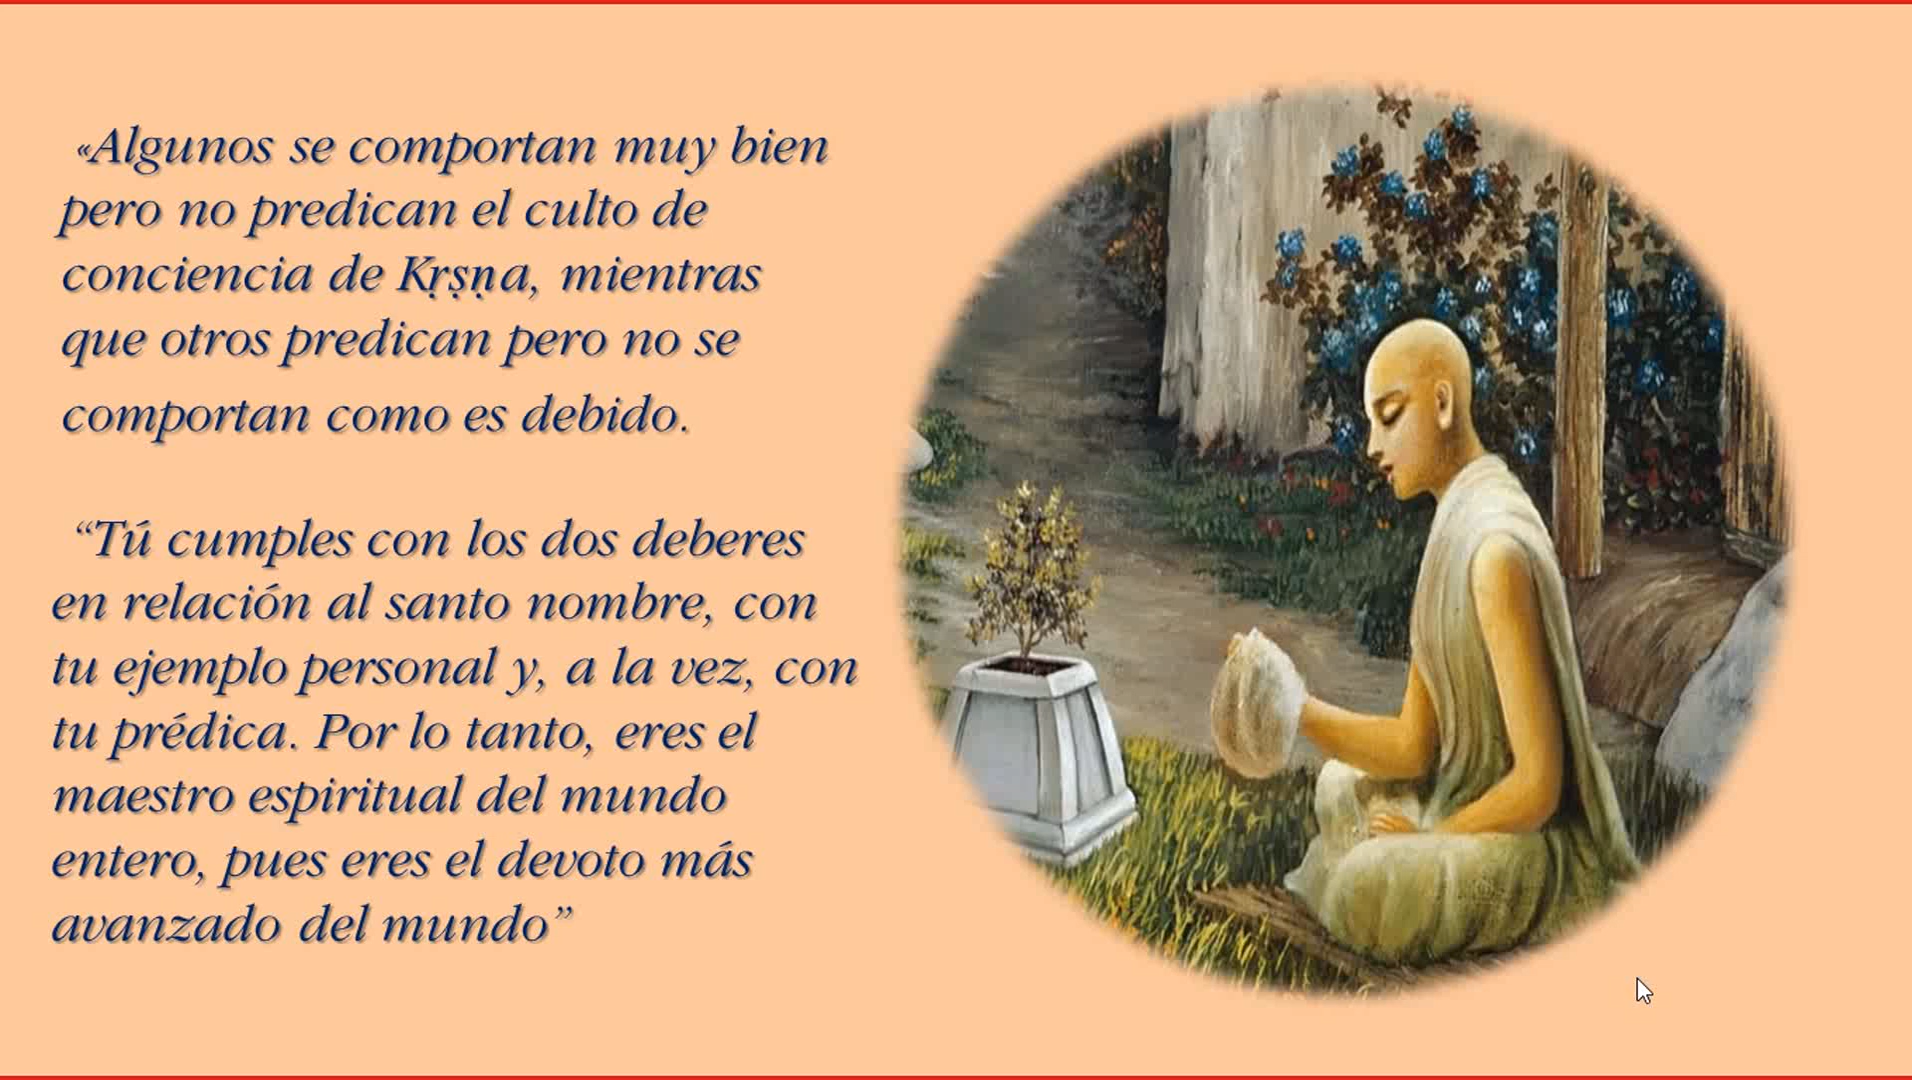 «Algunos se comportan muy bien
pero no predican el culto de
conciencia de Kṛṣṇa, mientras
que otros predican pero no se
comportan como es debido.
“Tú cumples con los dos deberes
en relación al santo nombre, con
tu ejemplo personal y, a la vez, con
tu prédica. Por lo tanto, eres el
maestro espiritual del mundo
entero, pues eres el devoto más
avanzado del mundo”